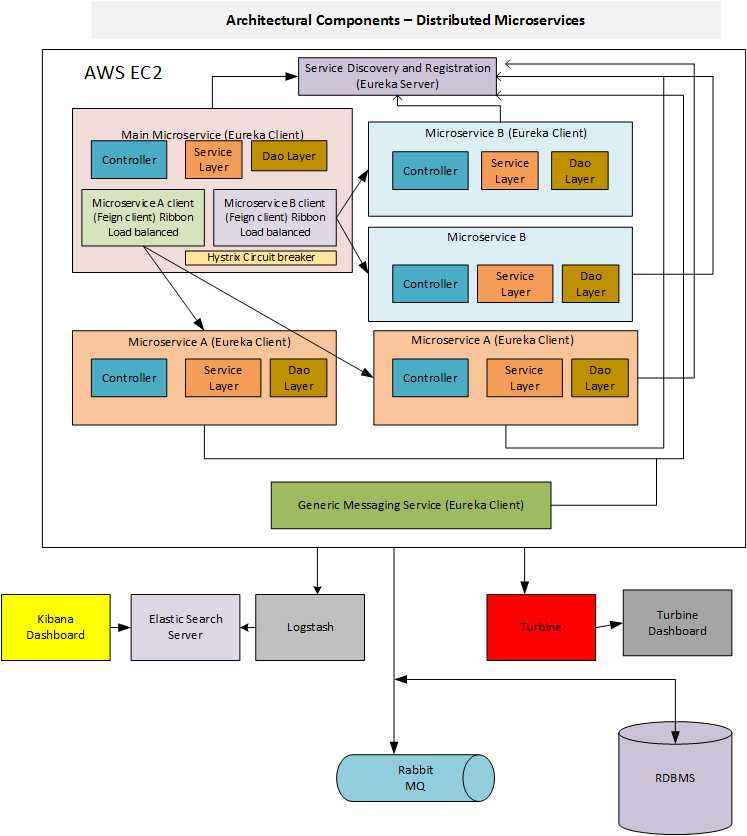 Architectural Components – Distributed Microservices
AWS EC2
Service Discovery and Registration
(Eureka Server)
Main Microservice (Eureka Client)
Controller
Service
Layer
Dao Layer
Microservice A client
(Feign client) Ribbon
Load balanced
Microservice B client
(Feign client) Ribbon
Load balanced
Hystrix Circuit breaker
Microservice B (Eureka Client)
Controller
Service
Layer
Dao
Layer
Microservice B
Controller
Service
Layer
Dao
Layer
Microservice A (Eureka Client)
Controller
Service
Layer
Dao
Layer
Microservice A (Eureka Client)
Controller
Service
Layer
Dao
Layer
Generic Messaging Service (Eureka Client)
Kibana
Dashboard
Elastic Search
Server
Logstash
Turbine
Turbine
Dashboard
Rabbit
MQ
RDBMS